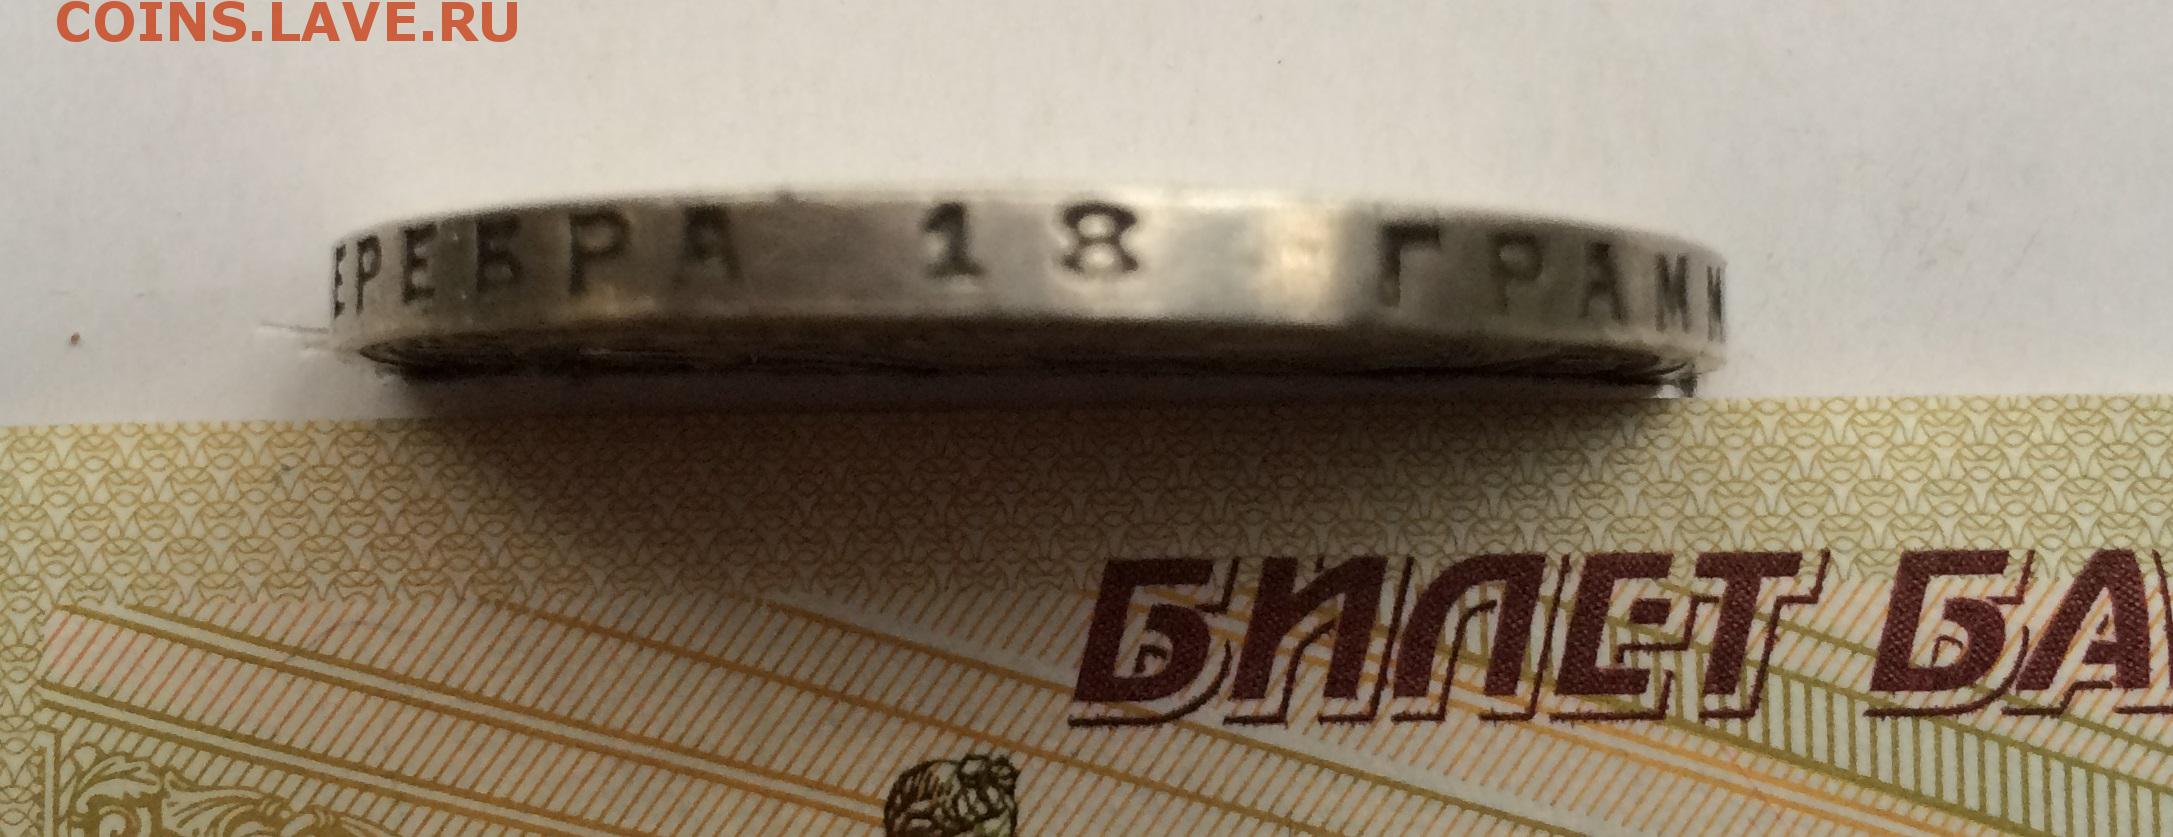 COINS.LAVE.RU
ЕРЕБРА 18 ГРАММ
БИЛЕТ БА